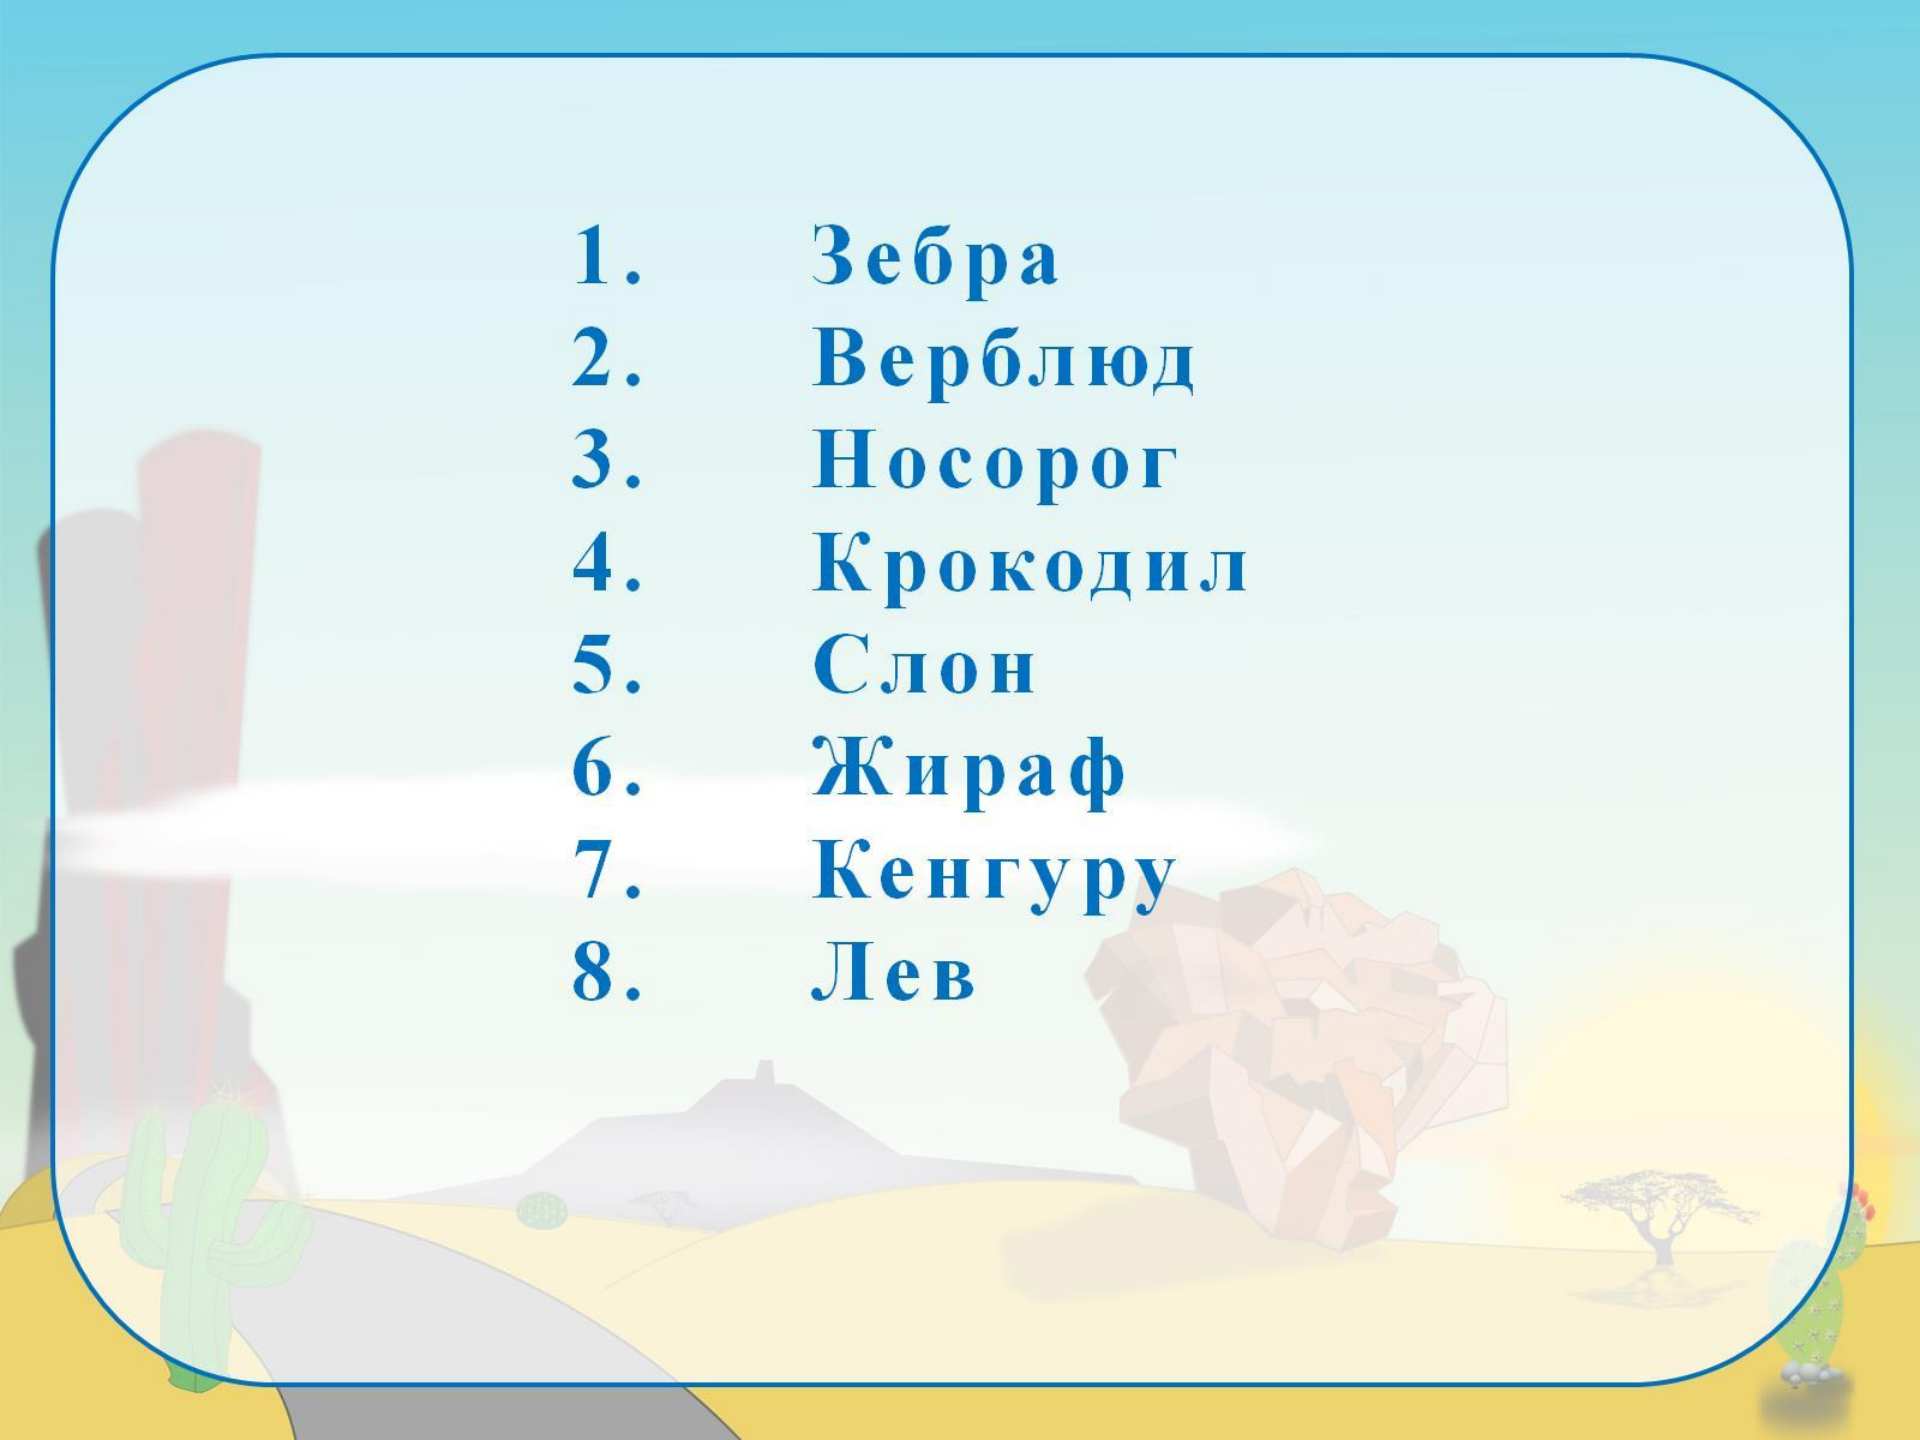 1. Зебра
2. Верблюд
3. Носорог
4. Крокодил
5. Слон
6. Жираф
7. Кенгуру
8. Лев